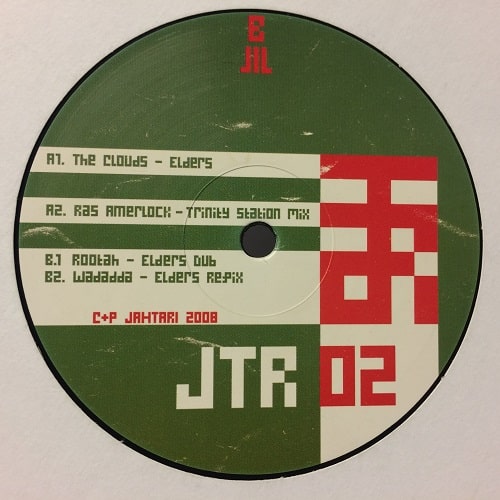 A1. The Clouds – Elders
A2. Ras Amerlock – Trinity Station Mix
B.1 Rootah – Elders Dub
B2. Wadadda – Elders Refix
C+P JAHTARI 2008
JTR 02